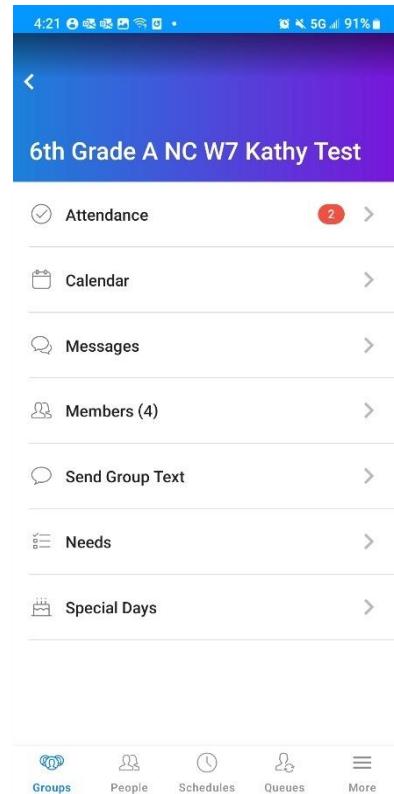 4:21 5G 91%
6th Grade A NC W7 Kathy Test
Attendance 2
Calendar
Messages
Members (4)
Send Group Text
Needs
Special Days
Groups People Schedules Queues More